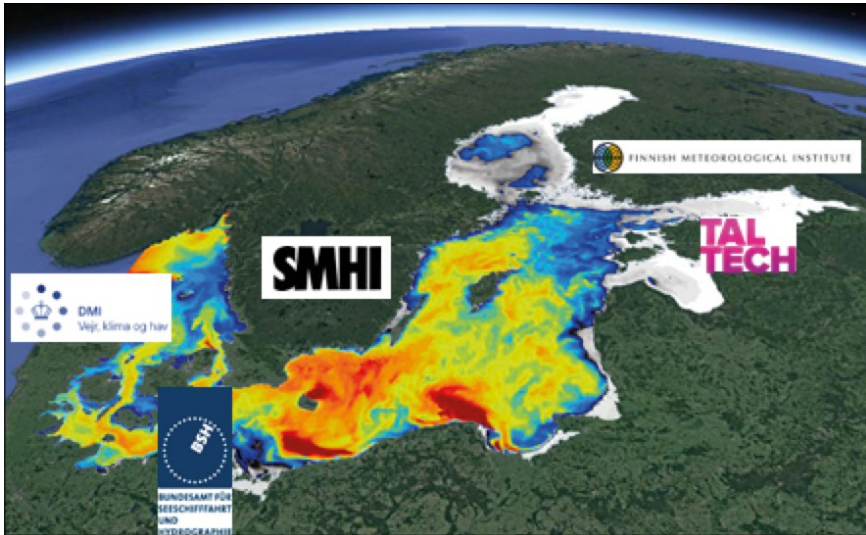 FINNISH METEOROLOGICAL INSTITUTE
TAL
TECH
SMHI
DMI
Vejr, klima og hav
BSH
BUNDESAMT FÜR
SEESCHIFFFAHRT
UND
HYDROGRAPHIE